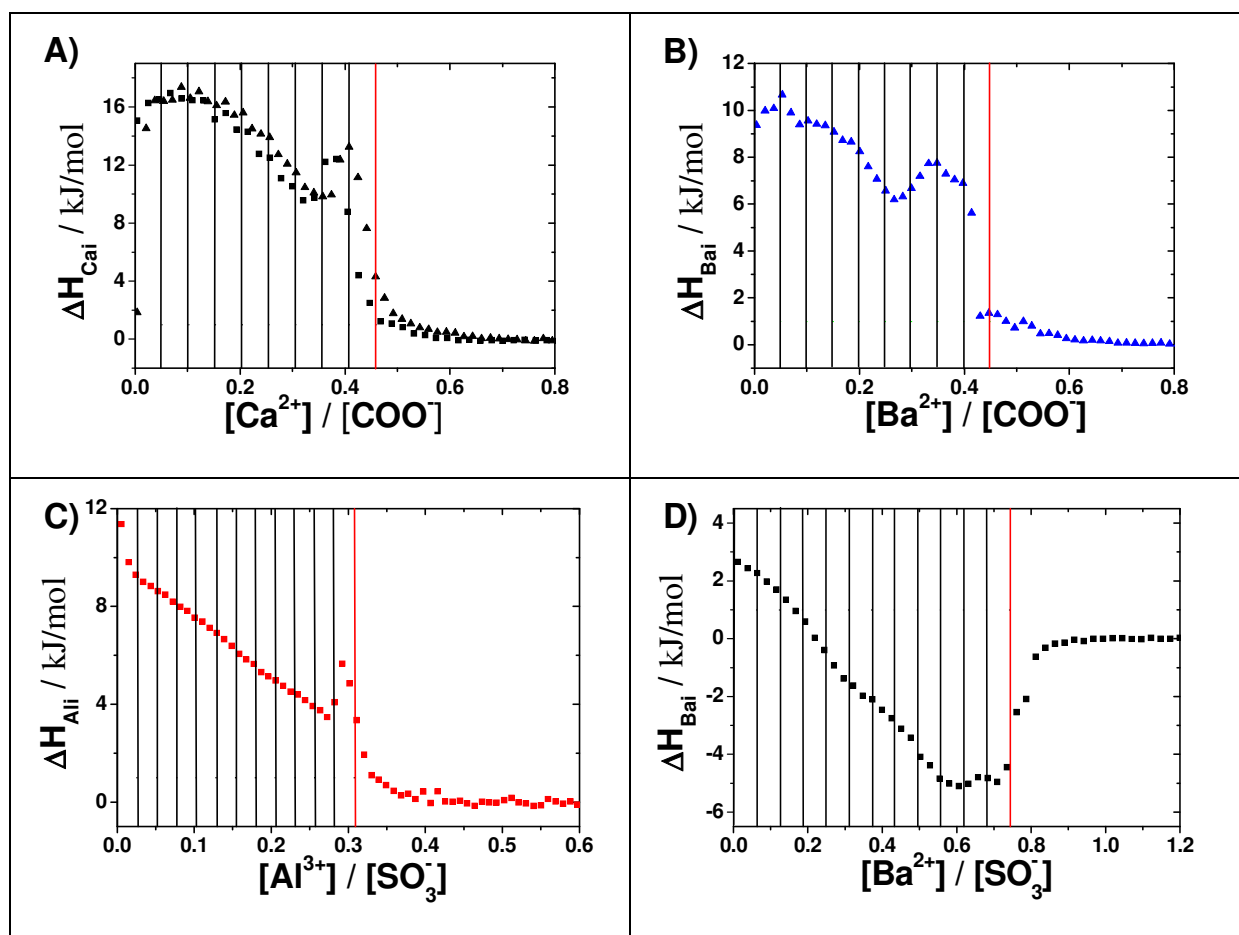 A)
ΔH_Cai / kJ/mol
16
12
8
4
0
0.0 0.2 0.4 0.6 0.8
[Ca²⁺] / [COO⁻]
B)
ΔH_Bai / kJ/mol
12
10
8
6
4
2
0
0.0 0.2 0.4 0.6 0.8
[Ba²⁺] / [COO⁻]
C)
ΔH_Ali / kJ/mol
12
8
4
0
0.0 0.1 0.2 0.3 0.4 0.5 0.6
[Al³⁺] / [SO₃⁻]
D)
ΔH_Bai / kJ/mol
4
2
0
-2
-4
-6
0.0 0.2 0.4 0.6 0.8 1.0 1.2
[Ba²⁺] / [SO₃⁻]